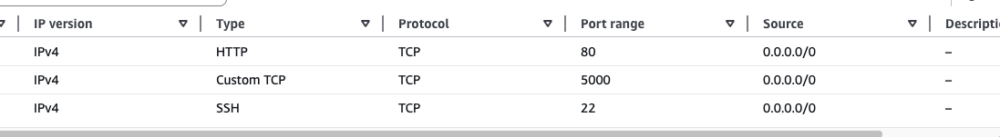 IP version Type Protocol Port range Source Descripti
IPv4 HTTP TCP 80 0.0.0.0/0 –
IPv4 Custom TCP TCP 5000 0.0.0.0/0 –
IPv4 SSH TCP 22 0.0.0.0/0 –